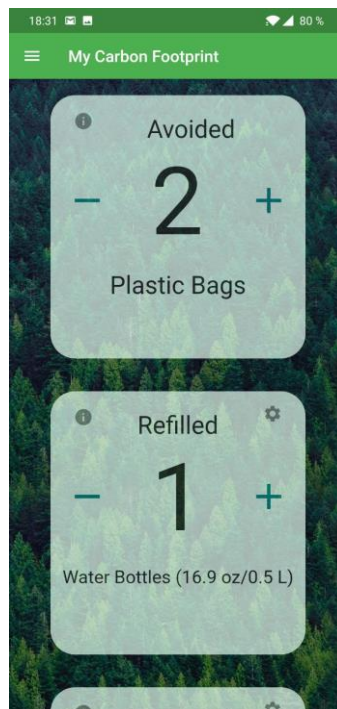 18:31 80 %
My Carbon Footprint
Avoided
− 2 +
Plastic Bags
Refilled
− 1 +
Water Bottles (16.9 oz/0.5 L)